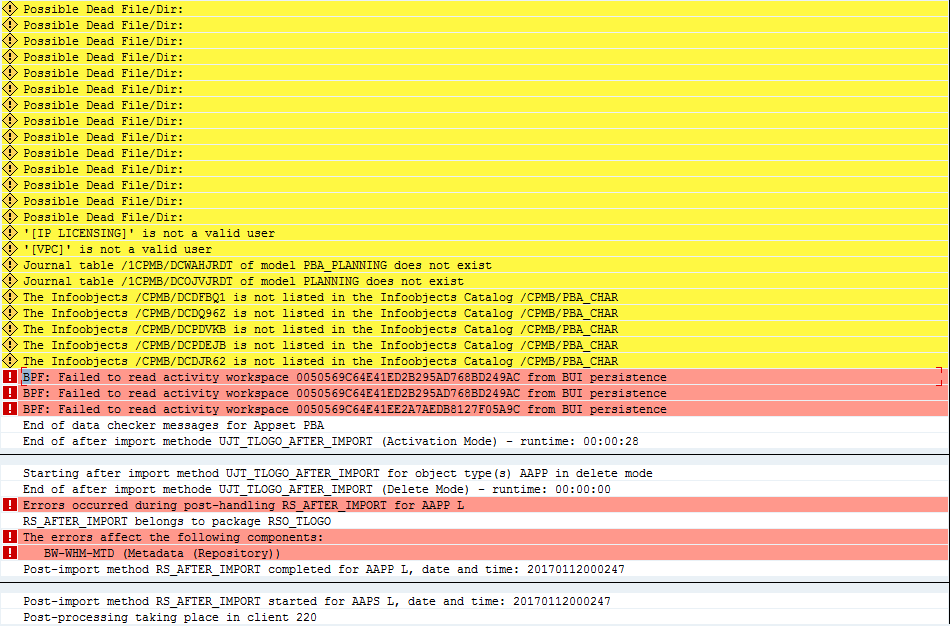 Possible Dead File/Dir:
Possible Dead File/Dir:
Possible Dead File/Dir:
Possible Dead File/Dir:
Possible Dead File/Dir:
Possible Dead File/Dir:
Possible Dead File/Dir:
Possible Dead File/Dir:
Possible Dead File/Dir:
Possible Dead File/Dir:
Possible Dead File/Dir:
Possible Dead File/Dir:
Possible Dead File/Dir:
Possible Dead File/Dir:
'[IP LICENSING]' is not a valid user
'[VPC]' is not a valid user
Journal table /1CPMB/DCWAHJRDT of model PBA_PLANNING does not exist
Journal table /1CPMB/DCOJVJRDT of model PLANNING does not exist
The Infoobjects /CPMB/DCDFBQ1 is not listed in the Infoobjects Catalog /CPMB/PBA_CHAR
The Infoobjects /CPMB/DCDQ96Z is not listed in the Infoobjects Catalog /CPMB/PBA_CHAR
The Infoobjects /CPMB/DCPDVKB is not listed in the Infoobjects Catalog /CPMB/PBA_CHAR
The Infoobjects /CPMB/DCPDEJB is not listed in the Infoobjects Catalog /CPMB/PBA_CHAR
The Infoobjects /CPMB/DCDJR62 is not listed in the Infoobjects Catalog /CPMB/PBA_CHAR
BPF: Failed to read activity workspace 0050569C64E41ED2B295AD768BD249AC from BUI persistence
BPF: Failed to read activity workspace 0050569C64E41ED2B295AD768BD249AC from BUI persistence
BPF: Failed to read activity workspace 0050569C64E41EE2A7AEDB8127F05A9C from BUI persistence
End of data checker messages for Appset PBA
End of after import methode UJT_TLOGO_AFTER_IMPORT (Activation Mode) - runtime: 00:00:28
Starting after import method UJT_TLOGO_AFTER_IMPORT for object type(s) AAPP in delete mode
End of after import methode UJT_TLOGO_AFTER_IMPORT (Delete Mode) - runtime: 00:00:00
Errors occurred during post-handling RS_AFTER_IMPORT for AAPP L
RS_AFTER_IMPORT belongs to package RSO_TLOGO
The errors affect the following components:
BW-WHM-MTD (Metadata (Repository))
Post-import method RS_AFTER_IMPORT completed for AAPP L, date and time: 20170112000247
Post-import method RS_AFTER_IMPORT started for AAPS L, date and time: 20170112000247
Post-processing taking place in client 220